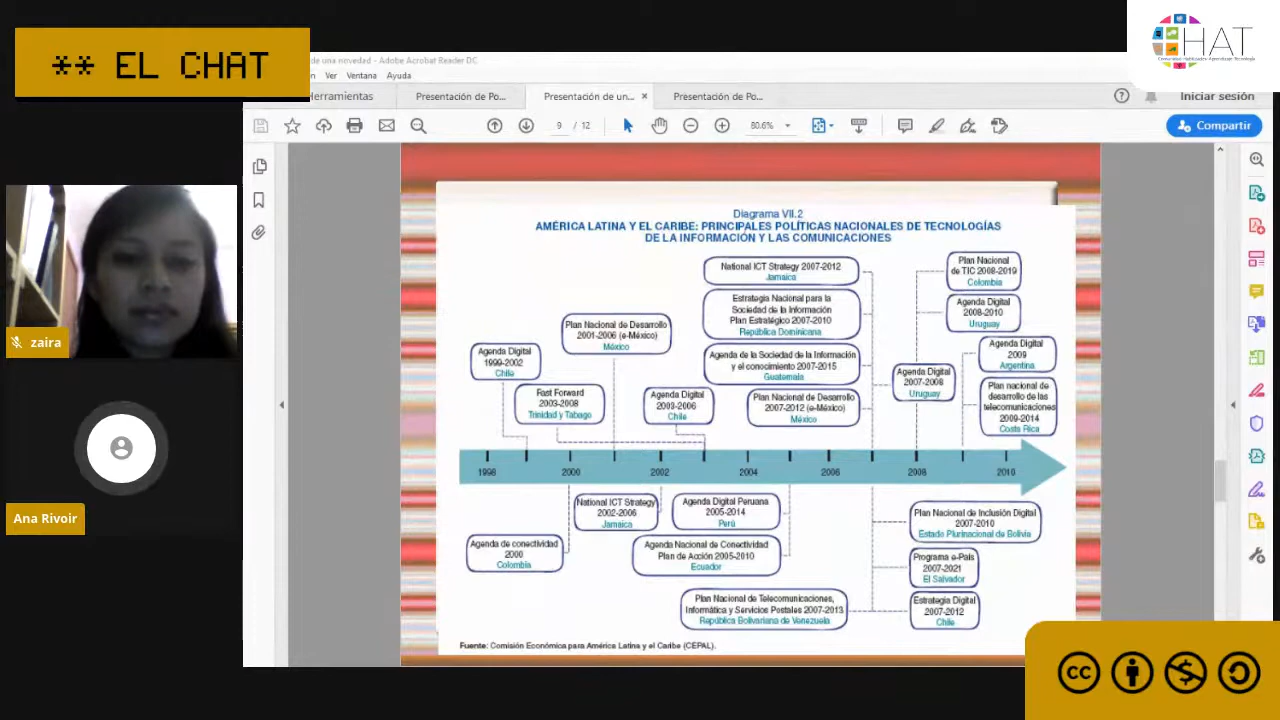 ** EL CHAT
HAT
de una novedad - Adobe Acrobat Reader DC
Ver Ventana Ayuda
Herramientas
Presentación de Po...
Presentación de un... ×
Presentación de Po...
Iniciar sesión
9 / 12
80.6%
Compartir
zaira
Ana Rivoir
Diagrama VII.2
AMÉRICA LATINA Y EL CARIBE: PRINCIPALES POLÍTICAS NACIONALES DE TECNOLOGÍAS
DE LA INFORMACIÓN Y LAS COMUNICACIONES
National ICT Strategy 2007-2012
Jamaica
Estrategia Nacional para la
Sociedad de la Información
Plan Estratégico 2007-2010
República Dominicana
Agenda de la Sociedad de la Información
y el conocimiento 2007-2015
Guatemala
Plan Nacional de Desarrollo
2007-2012 (e-México)
México
Plan Nacional de Desarrollo
2001-2006 (e-México)
México
Agenda Digital
1999-2002
Chile
Fast Forward
2003-2008
Trinidad y Tabago
Agenda Digital
2003-2006
Chile
Plan Nacional
de TIC 2008-2019
Colombia
Agenda Digital
2008-2010
Uruguay
Agenda Digital
2007-2008
Uruguay
Agenda Digital
2009
Argentina
Plan nacional de
desarrollo de las
telecomunicaciones
2009-2014
Costa Rica
1998 2000 2002 2004 2006 2008 2010
National ICT Strategy
2002-2006
Jamaica
Agenda Digital Peruana
2005-2014
Perú
Agenda de conectividad
2000
Colombia
Agenda Nacional de Conectividad
Plan de Acción 2005-2010
Ecuador
Plan Nacional de Telecomunicaciones,
Informática y Servicios Postales 2007-2013
República Bolivariana de Venezuela
Plan Nacional de Inclusión Digital
2007-2010
Estado Plurinacional de Bolivia
Programa e-País
2007-2021
El Salvador
Estrategia Digital
2007-2012
Chile
Fuente: Comisión Económica para América Latina y el Caribe (CEPAL).
CC